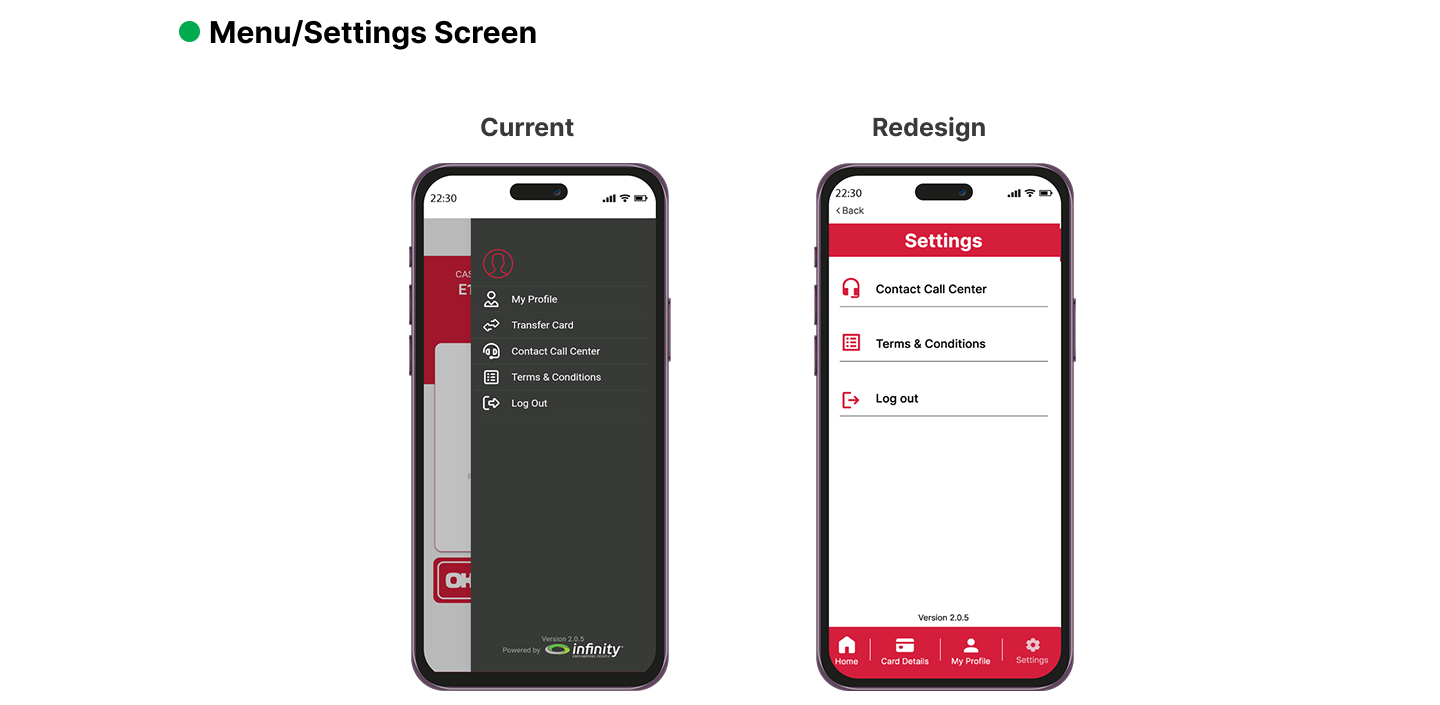 Menu/Settings Screen
Current
Redesign
22:30
CAS
E1
My Profile
Transfer Card
Contact Call Center
Terms & Conditions
Log Out
OK
Version 2.0.5
Powered by infinity
22:30
Back
Settings
Contact Call Center
Terms & Conditions
Log out
Version 2.0.5
Home
Card Details
My Profile
Settings